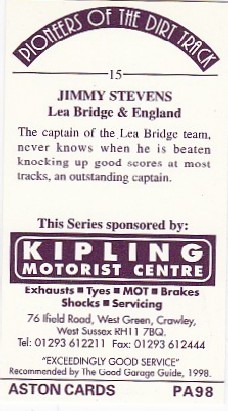 PIONEERS OF THE DIRT TRACK
15
JIMMY STEVENS
Lea Bridge & England
The captain of the Lea Bridge team,
never knows when he is beaten
knocking up good scores at most
tracks, an outstanding captain.
This Series sponsored by:
KIPLING
MOTORIST CENTRE
Exhausts ■ Tyes ■ MOT ■ Brakes
Shocks ■ Servicing
76 Ifield Road, West Green, Crawley,
West Sussex RH11 7BQ.
Tel: 01293 612211 Fax: 01293 612444
"EXCEEDINGLY GOOD SERVICE"
Recommended by The Good Garage Guide, 1998.
ASTON CARDS PA98